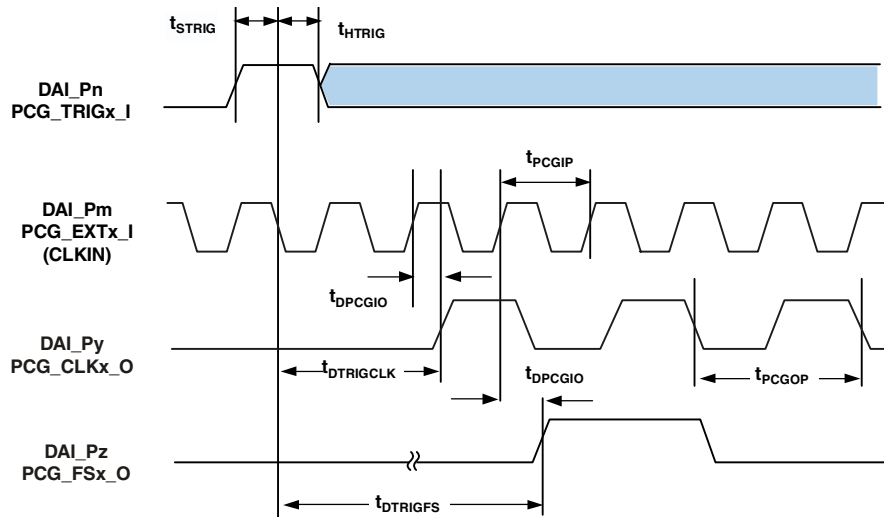 tSTRIG
tHTRIG
DAI_Pn
PCG_TRIGx_I
tPCGIP
DAI_Pm
PCG_EXTx_I
(CLKIN)
tDPCGIO
DAI_Py
PCG_CLKx_O
tDTRIGCLK
tDPCGIO
tPCGOP
DAI_Pz
PCG_FSx_O
tDTRIGFS